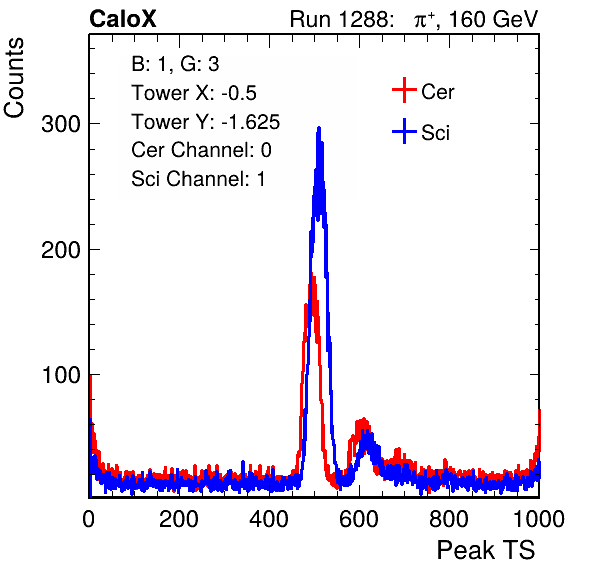 CaloX Run 1288: π⁺, 160 GeV
Counts
B: 1, G: 3
Tower X: -0.5
Tower Y: -1.625
Cer Channel: 0
Sci Channel: 1
Cer
Sci
300
200
100
0 200 400 600 800 1000
Peak TS